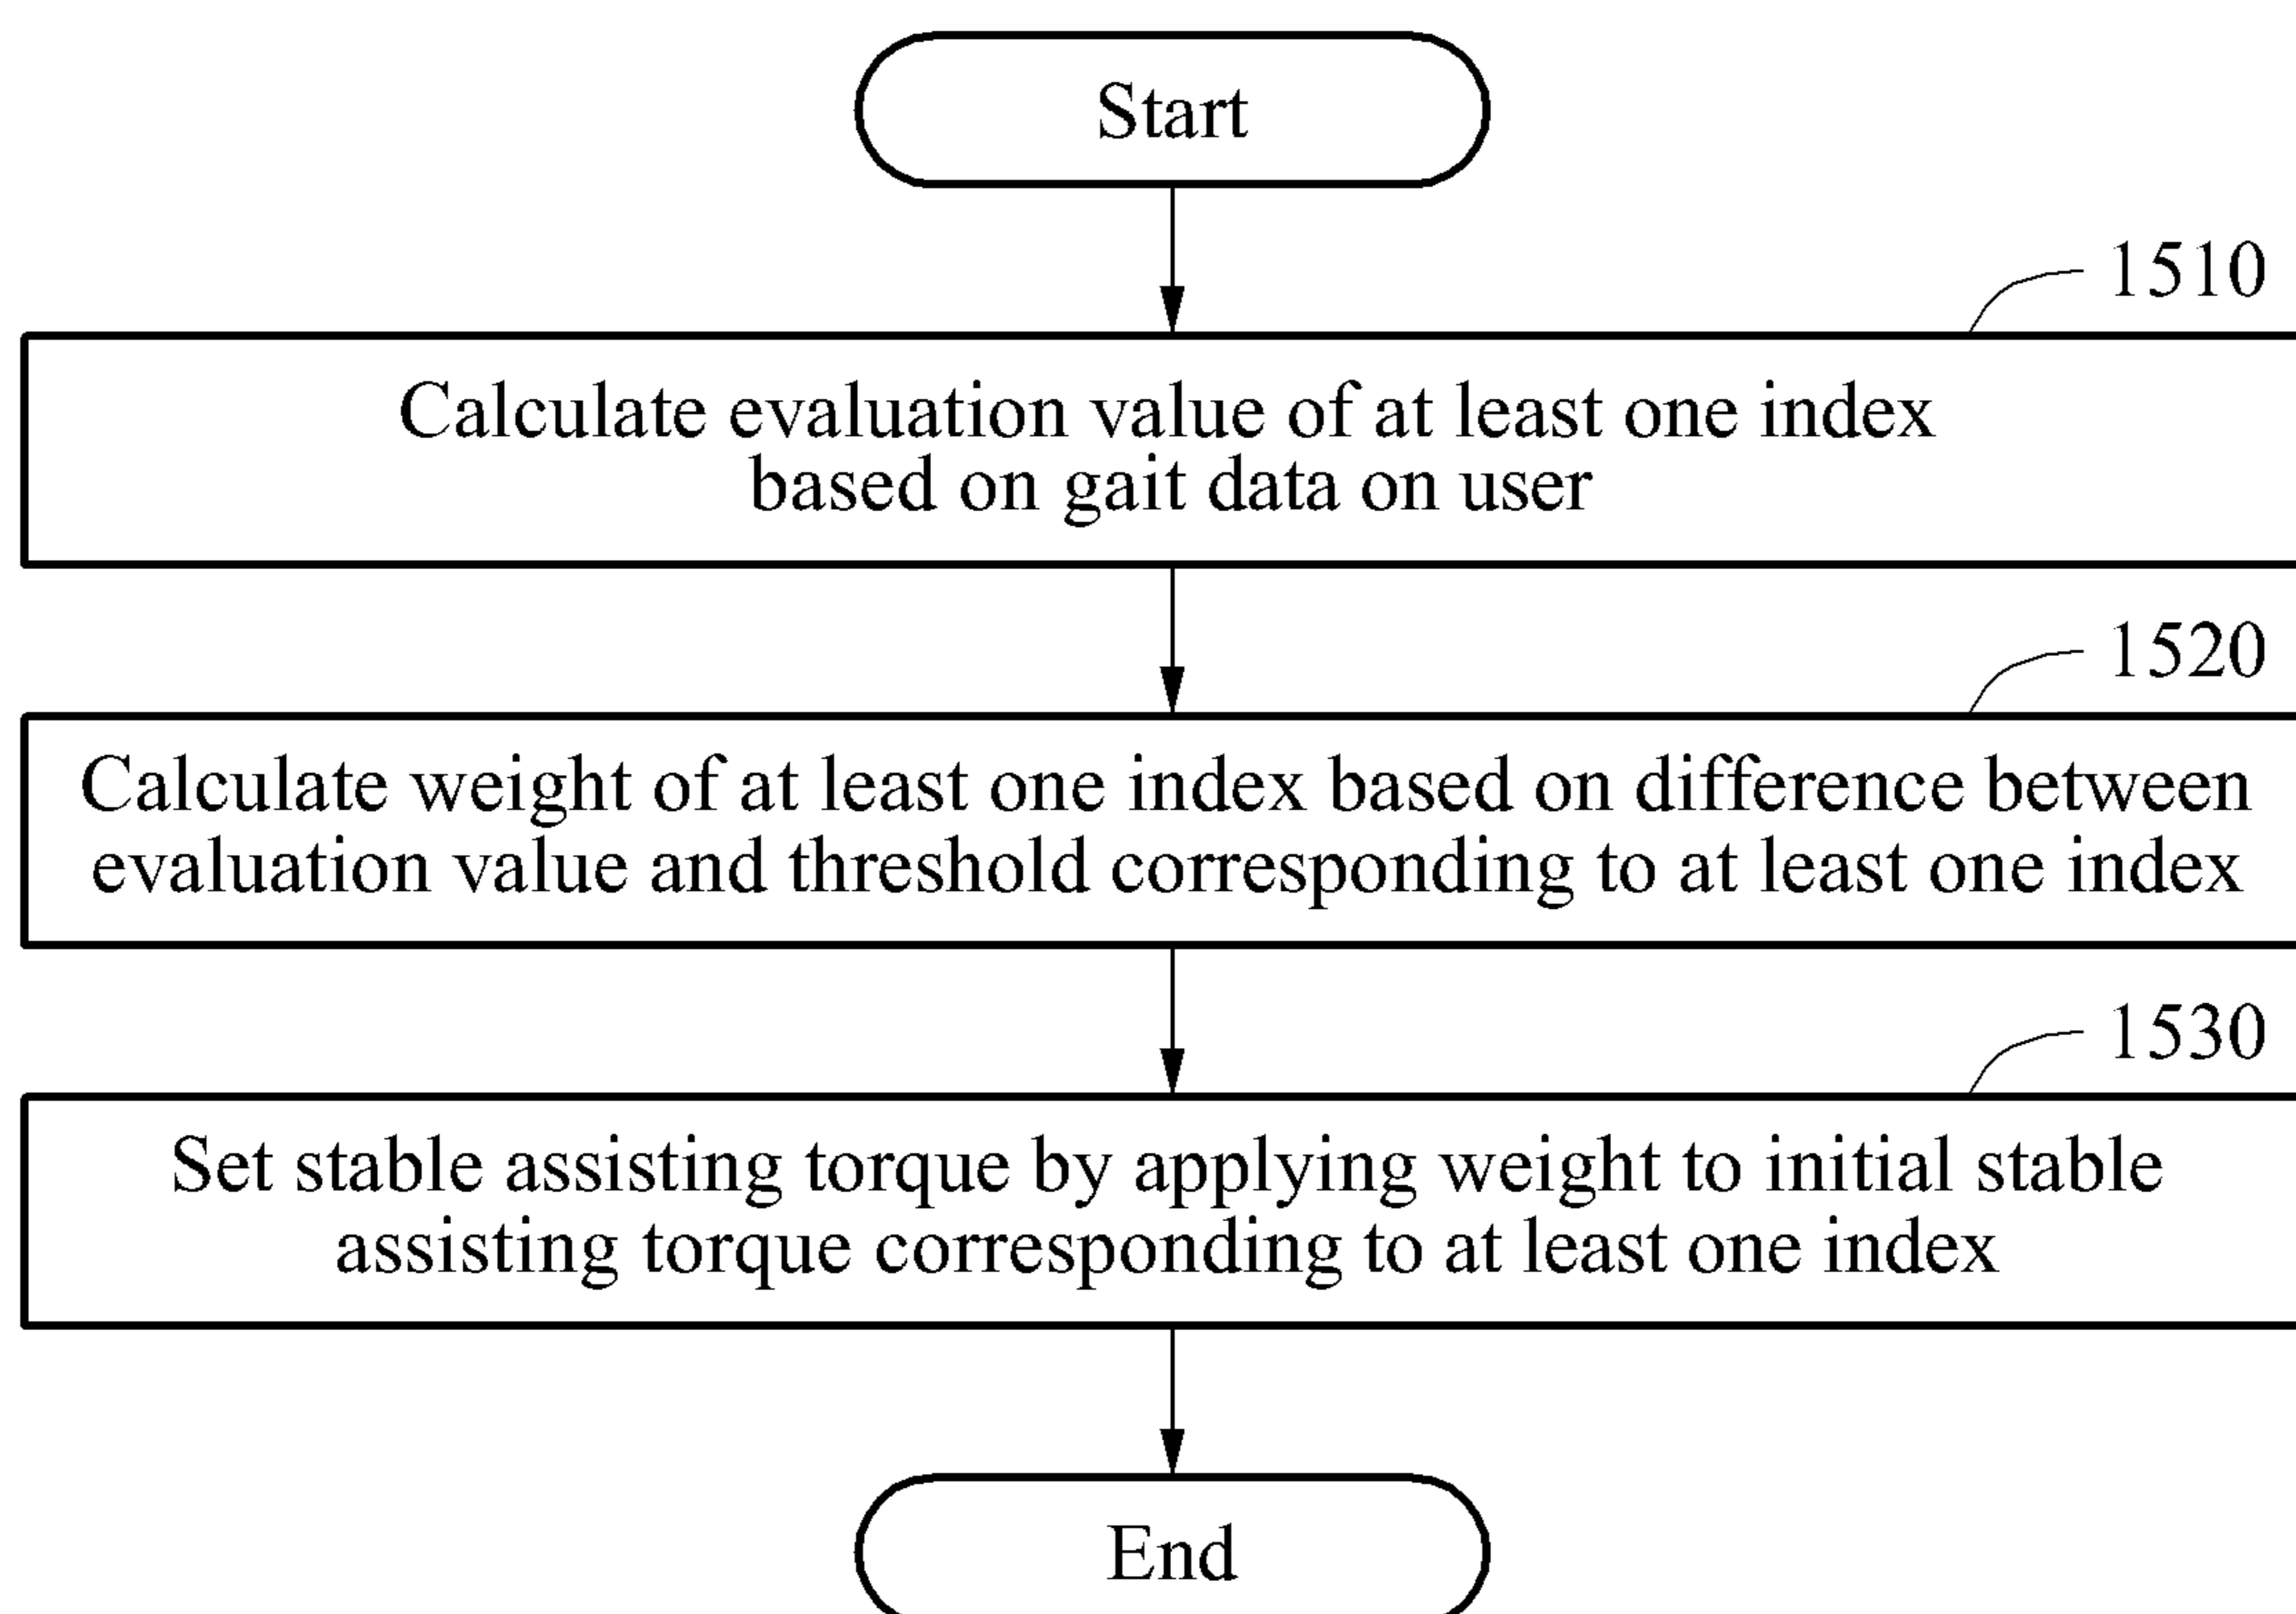 Start
1510
Calculate evaluation value of at least one index
based on gait data on user
1520
Calculate weight of at least one index based on difference between
evaluation value and threshold corresponding to at least one index
1530
Set stable assisting torque by applying weight to initial stable
assisting torque corresponding to at least one index
End